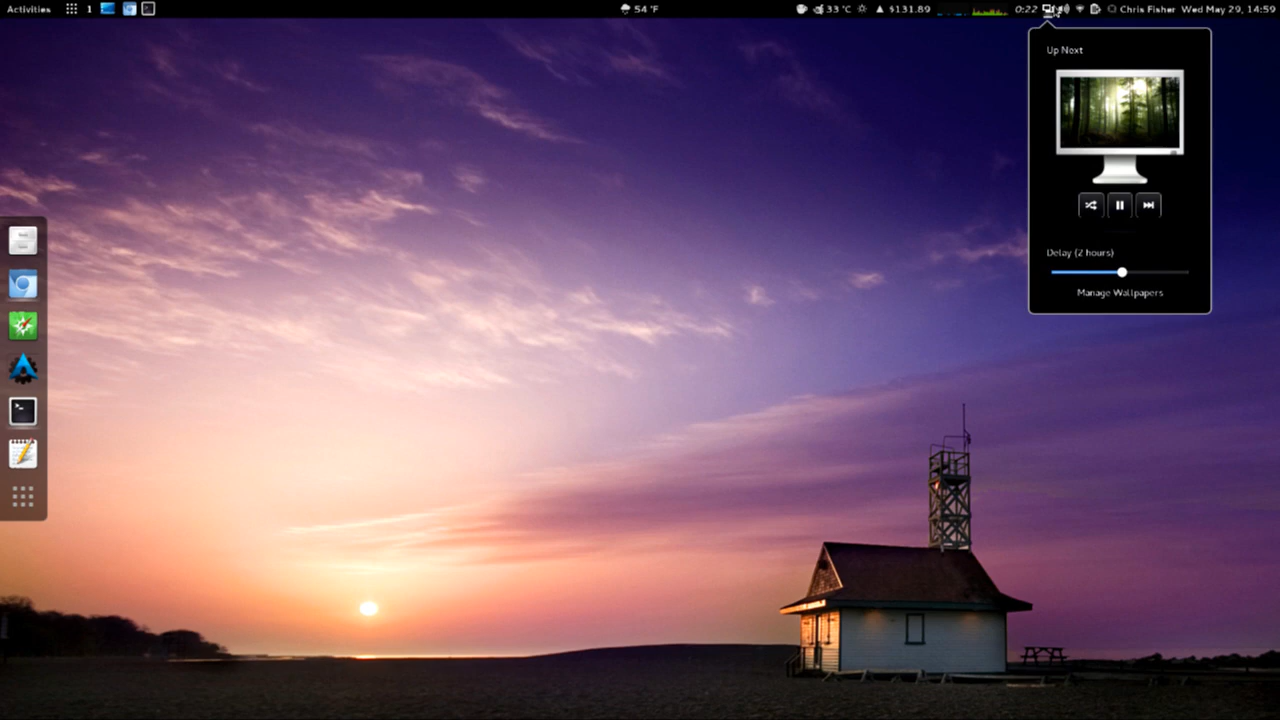 Activities 1 54 °F 33 °C $131.89 0:22 Chris Fisher Wed May 29, 14:59
Up Next
Delay (2 hours)
Manage Wallpapers